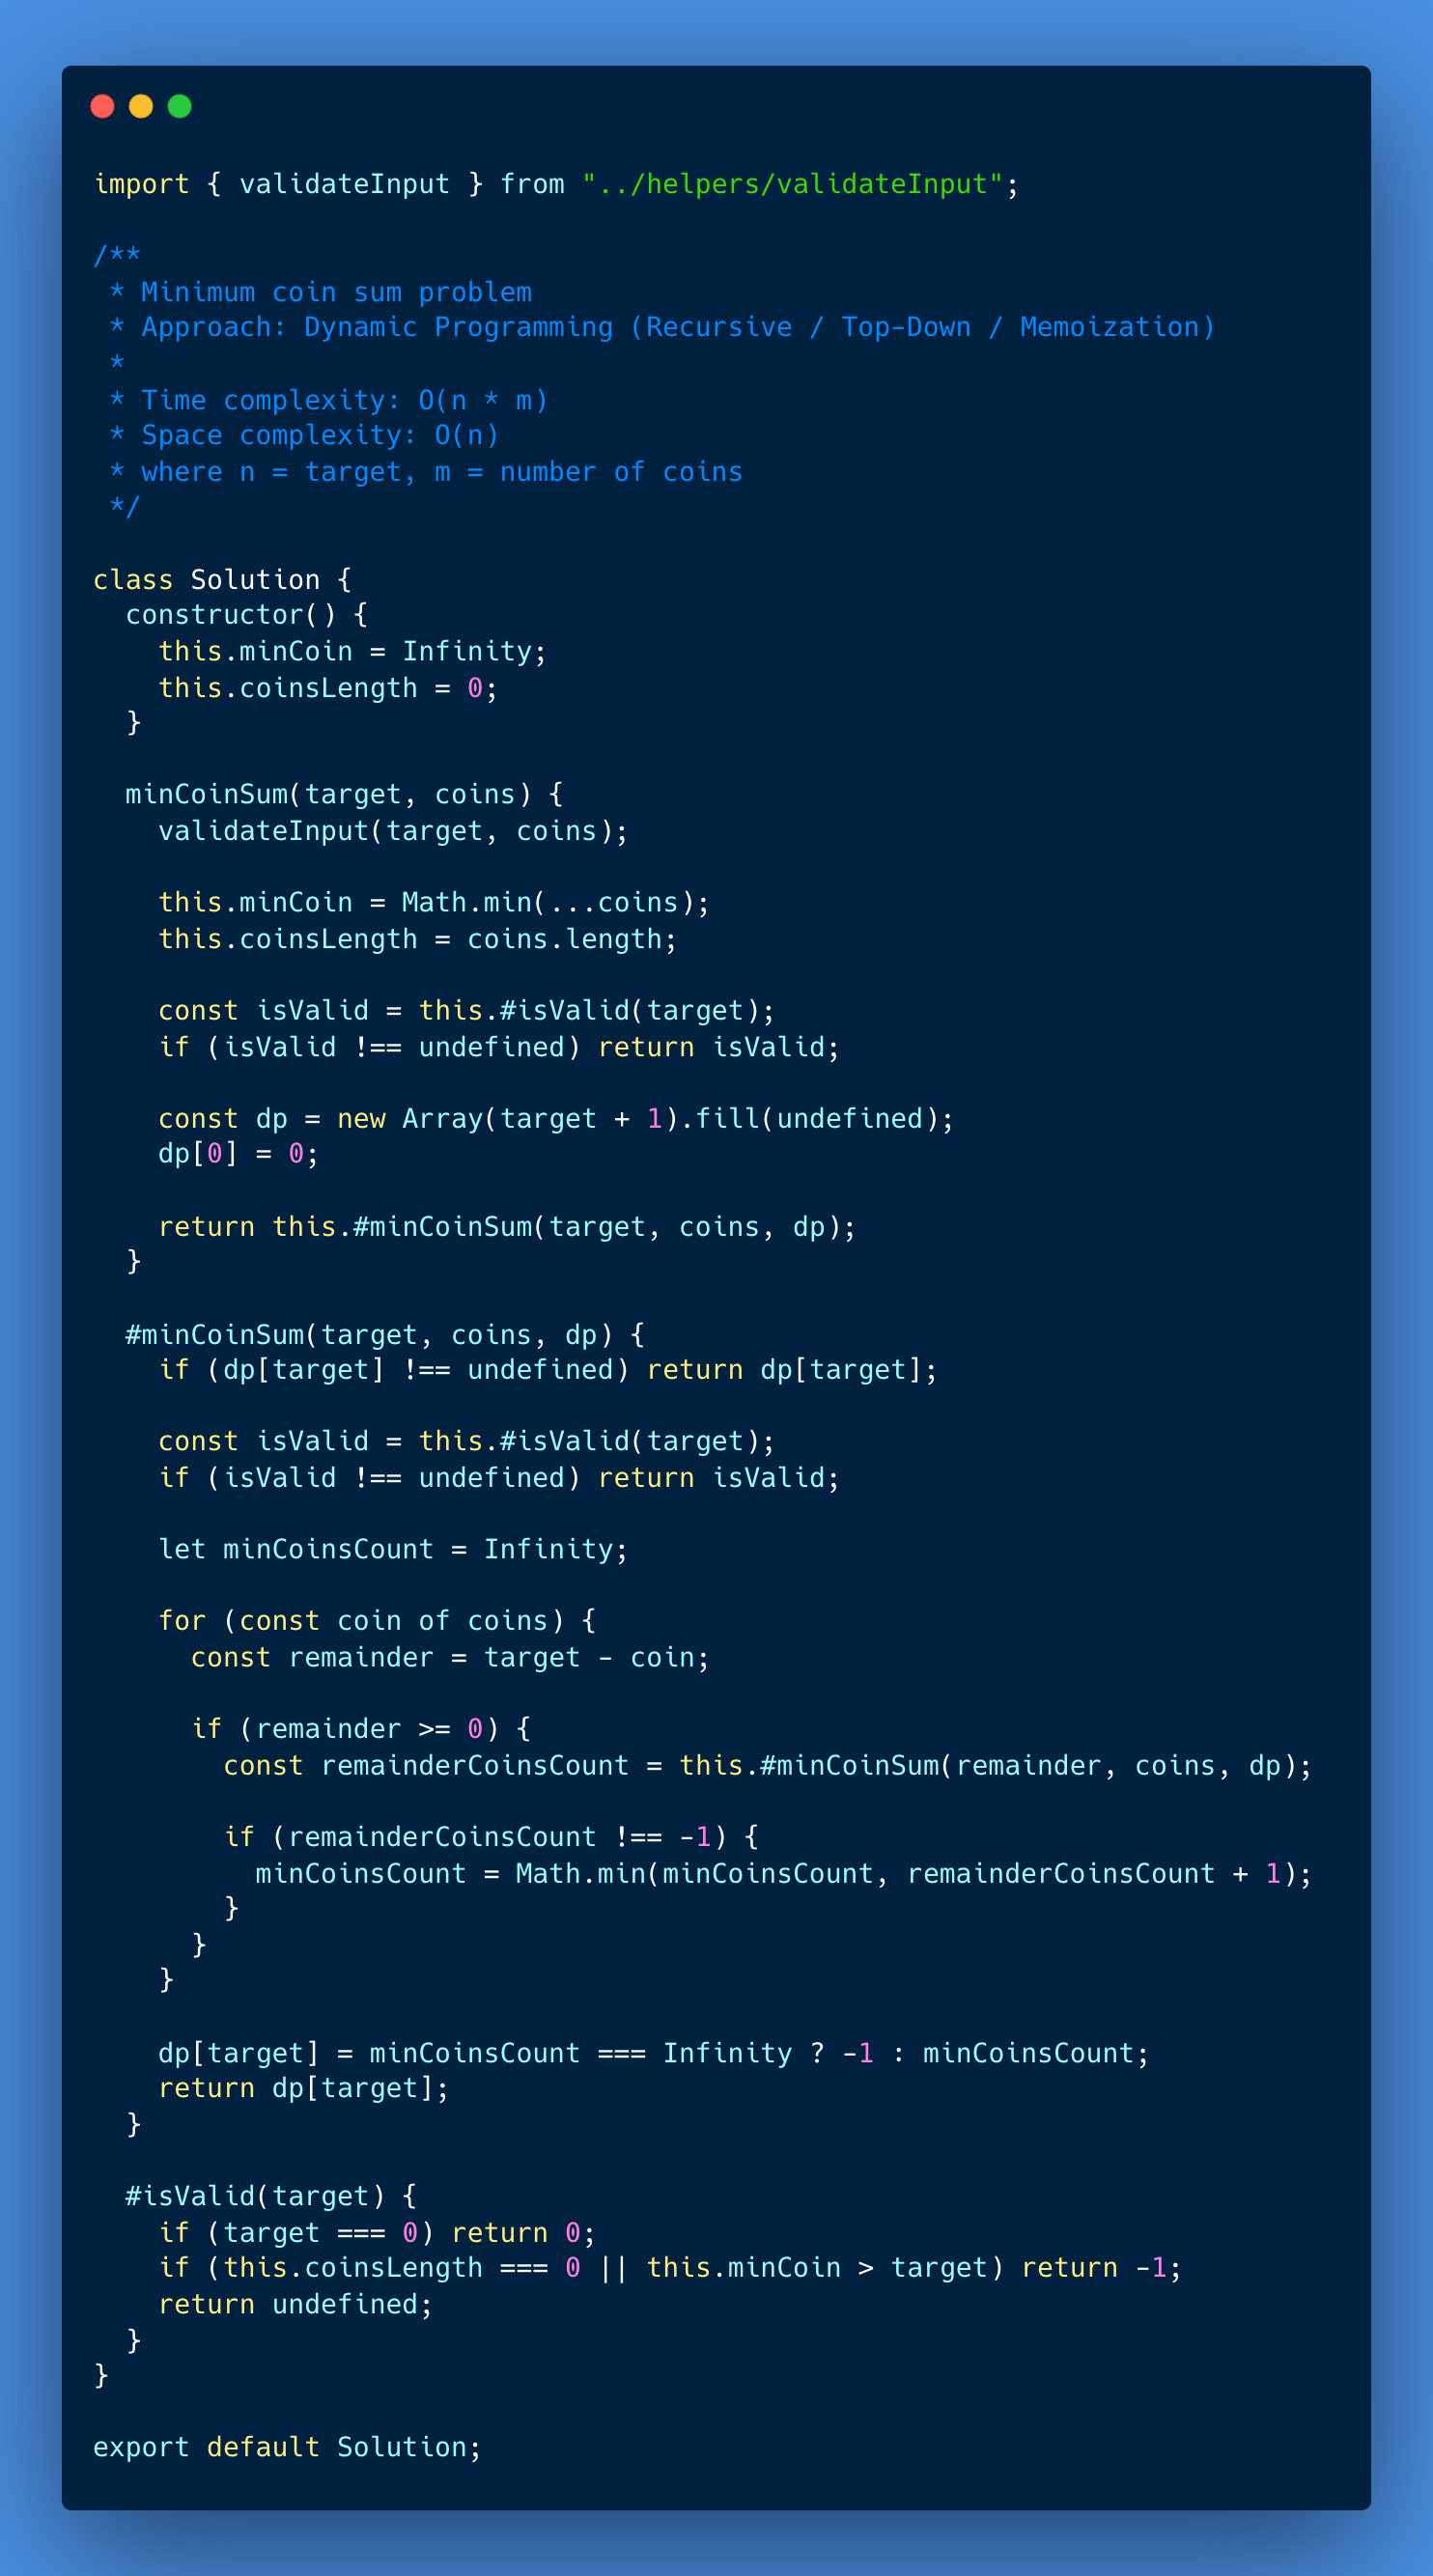 import { validateInput } from "../helpers/validateInput";

/**
 * Minimum coin sum problem
 * Approach: Dynamic Programming (Recursive / Top-Down / Memoization)
 *
 * Time complexity: O(n * m)
 * Space complexity: O(n)
 * where n = target, m = number of coins
 */

class Solution {
  constructor() {
    this.minCoin = Infinity;
    this.coinsLength = 0;
  }

  minCoinSum(target, coins) {
    validateInput(target, coins);

    this.minCoin = Math.min(...coins);
    this.coinsLength = coins.length;

    const isValid = this.#isValid(target);
    if (isValid !== undefined) return isValid;

    const dp = new Array(target + 1).fill(undefined);
    dp[0] = 0;

    return this.#minCoinSum(target, coins, dp);
  }

  #minCoinSum(target, coins, dp) {
    if (dp[target] !== undefined) return dp[target];

    const isValid = this.#isValid(target);
    if (isValid !== undefined) return isValid;

    let minCoinsCount = Infinity;

    for (const coin of coins) {
      const remainder = target - coin;

      if (remainder >= 0) {
        const remainderCoinsCount = this.#minCoinSum(remainder, coins, dp);

        if (remainderCoinsCount !== -1) {
          minCoinsCount = Math.min(minCoinsCount, remainderCoinsCount + 1);
        }
      }
    }

    dp[target] = minCoinsCount === Infinity ? -1 : minCoinsCount;
    return dp[target];
  }

  #isValid(target) {
    if (target === 0) return 0;
    if (this.coinsLength === 0 || this.minCoin > target) return -1;
    return undefined;
  }
}

export default Solution;